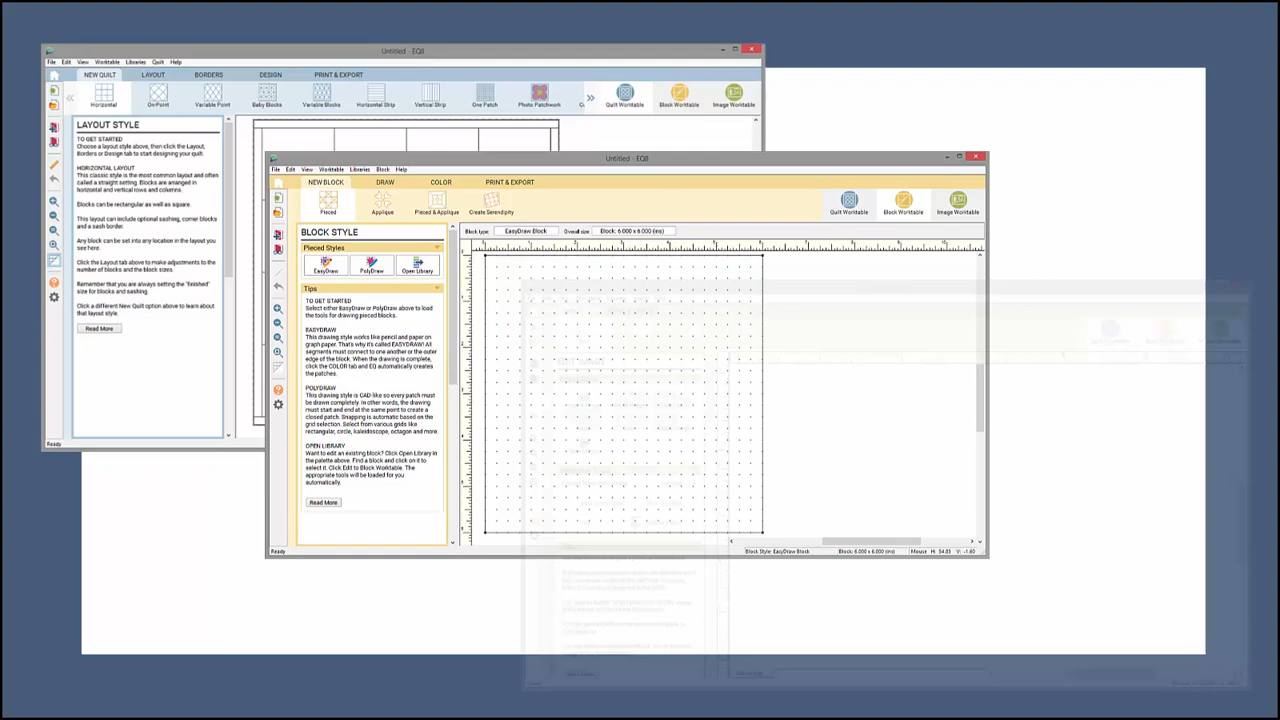 Untitled - EQ8
File Edit View Worktable Libraries Quilt Help
NEW QUILT LAYOUT BORDERS DESIGN PRINT & EXPORT
Horizontal On-Point Variable Point Baby Blocks Variable Blocks Horizontal Strip Vertical Strip One Patch Photo Patchwork Quilt Worktable Block Worktable Image Worktable
LAYOUT STYLE
TO GET STARTED
Choose a layout style above, then click the Layout,
Borders or Design tab to start designing your quilt.
HORIZONTAL LAYOUT
This classic style is the most common layout and often
called a straight setting. Blocks are arranged in
horizontal and vertical rows and columns.
Blocks can be rectangular as well as square.
This layout can include optional sashing, corner blocks
and a sash border.
Any block can be set into any location in the layout you
see here.
Click the Layout tab above to make adjustments to the
number of blocks and the block sizes.
Remember that you are always setting the "finished"
size for blocks and sashing.
Click a different New Quilt option above to learn about
that layout style.
Read More
Ready
Untitled - EQ8
File Edit View Worktable Libraries Block Help
NEW BLOCK DRAW COLOR PRINT & EXPORT
Pieced Applique Pieced & Applique Create Serendipity Quilt Worktable Block Worktable Image Worktable
BLOCK STYLE
Block type: EasyDraw Block Overall size: Block: 6.000 x 6.000 (ins)
Pieced Styles
EasyDraw PolyDraw Open Library
Tips
TO GET STARTED
Select either EasyDraw or PolyDraw to load
the tools for drawing pieced blocks.
EASYDRAW
This drawing style works like pencil and paper on
graph paper. That's why it's called EASYDRAW! All
segments must connect to one another or the outer
edge of the block. When the drawing is complete,
click the COLOR tab and EQ automatically creates
the patches.
POLYDRAW
This drawing style is CAD-like so every patch must
be drawn completely. In other words, the drawing
must start and end at the same point to create a
closed patch. Snapping is automatic based on the
grid selection. Select from various grids like
rectangular, circle, kaleidoscope, octagon and more.
OPEN LIBRARY
Want to edit an existing block? Click Open Library in
the palette above. Find a block and click on it to
select it. Click Edit to Block Worktable. The
appropriate tools will be loaded for you
automatically.
Read More
Ready
Block Style: EasyDraw Block Block: 6.000 x 6.000 (ins) Mouse H: 54.83 V: -1.60